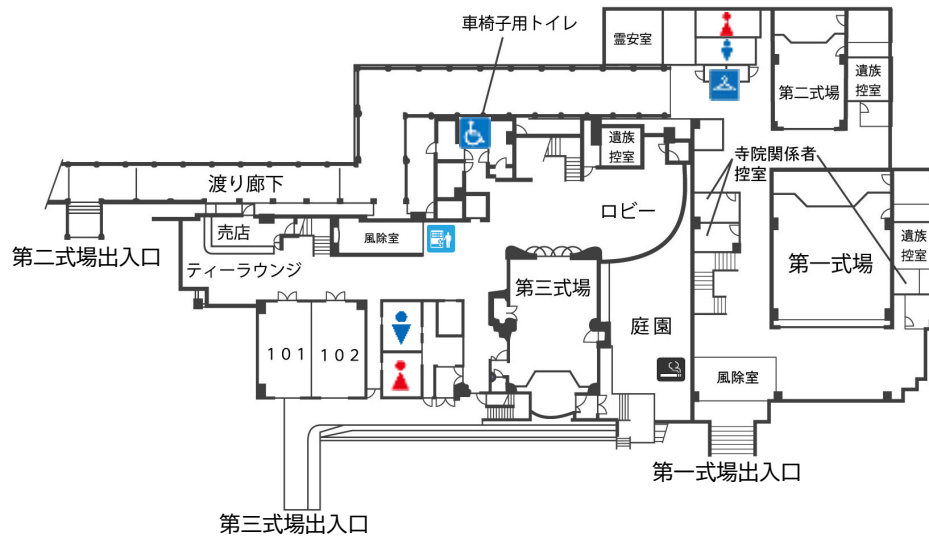 車椅子用トイレ
霊安室
第二式場
遺族
控室
遺族
控室
寺院関係者
控室
渡り廊下
ロビー
売店
風除室
第二式場出入口
ティーラウンジ
第三式場
第一式場
遺族
控室
庭園
101
102
風除室
第一式場出入口
第三式場出入口